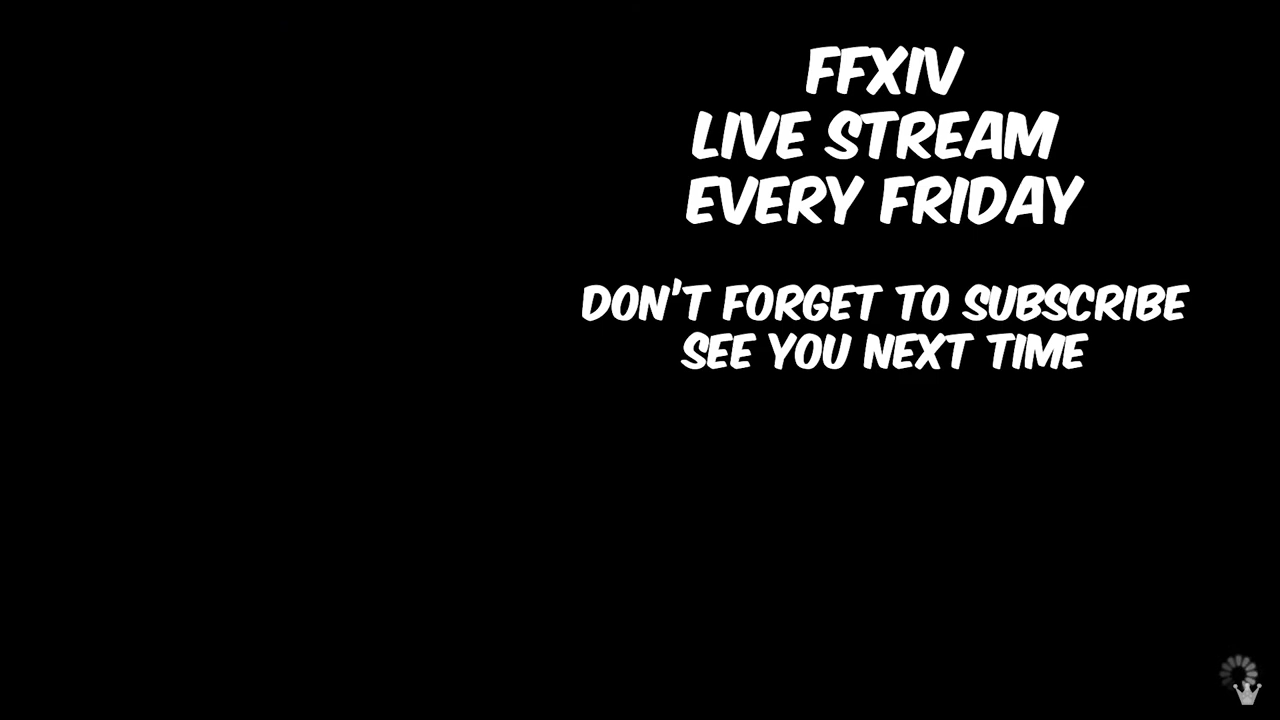 FFXIV
LIVE STREAM
EVERY FRIDAY
DON'T FORGET TO SUBSCRIBE
SEE YOU NEXT TIME